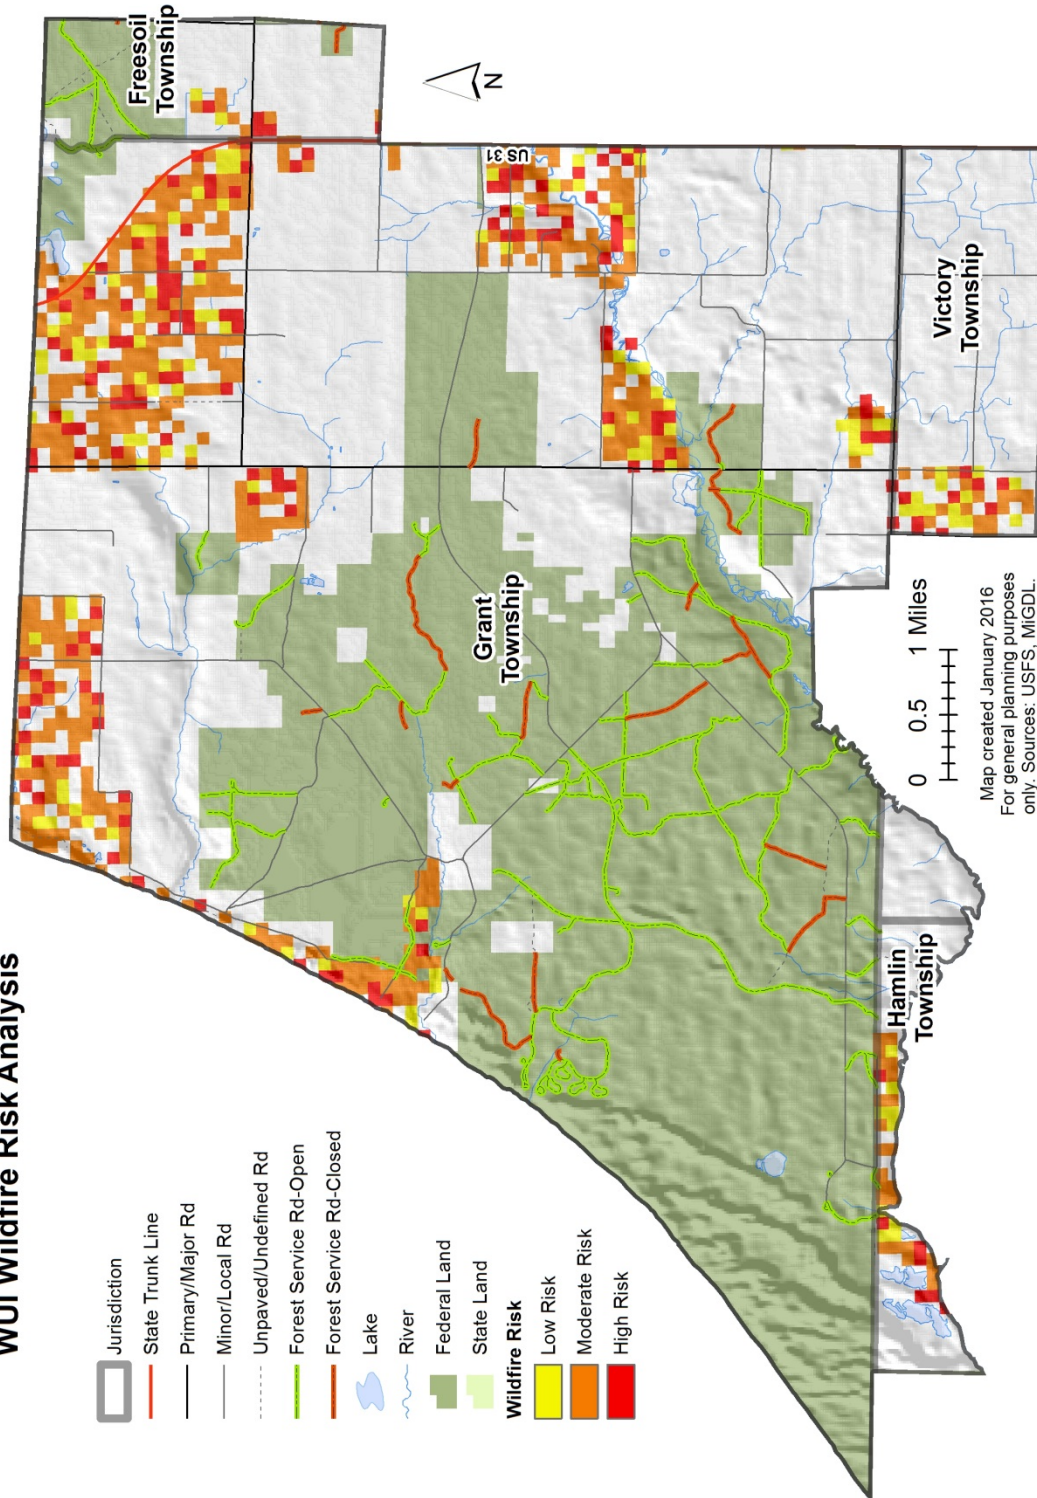 WUI Wildfire Risk Analysis
Jurisdiction
State Trunk Line
Primary/Major Rd
Minor/Local Rd
Unpaved/Undefined Rd
Forest Service Rd-Open
Forest Service Rd-Closed
Lake
River
Federal Land
State Land
Wildfire Risk
Low Risk
Moderate Risk
High Risk
Freesoil
Township
N
US 31
Grant
Township
Victory
Township
Hamlin
Township
0 0.5 1 Miles
Map created January 2016
For general planning purposes
only. Sources: USFS, MiGDL.